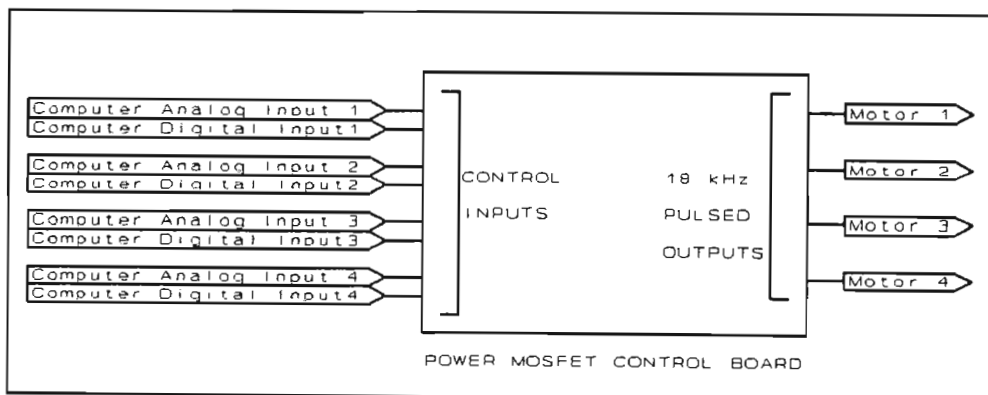 Computer Analog Input 1
Computer Digital Input1
Computer Analog Input 2
Computer Digital Input2
Computer Analog Input 3
Computer Digital Input3
Computer Analog Input 4
Computer Digital Input4
CONTROL
INPUTS
18 kHz
PULSED
OUTPUTS
Motor 1
Motor 2
Motor 3
Motor 4
POWER MOSFET CONTROL BOARD